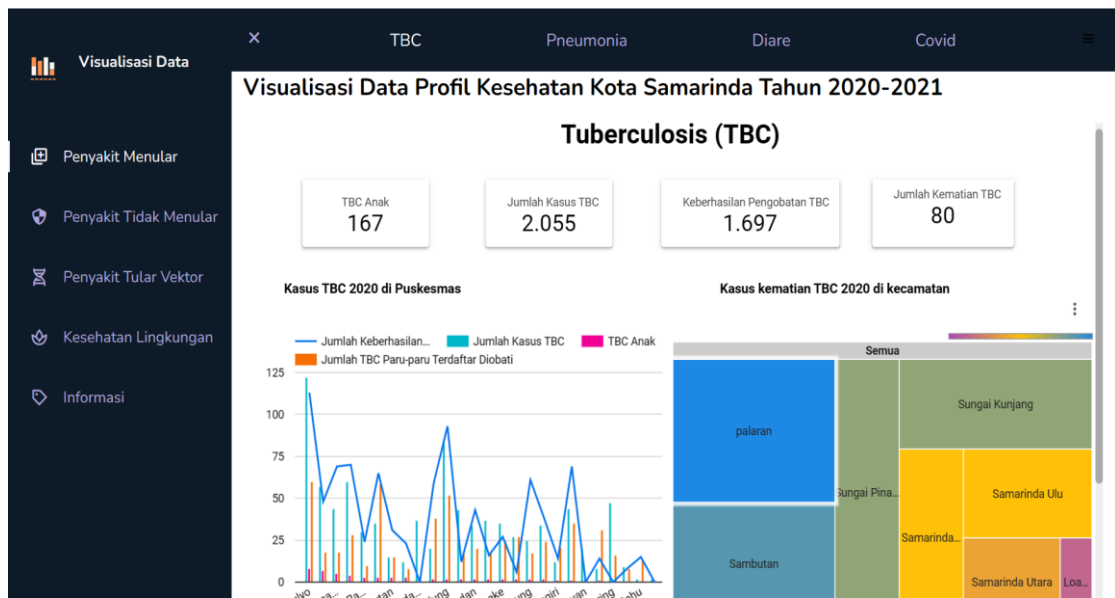 Visualisasi Data
TBC Pneumonia Diare Covid
Visualisasi Data Profil Kesehatan Kota Samarinda Tahun 2020-2021
Penyakit Menular
Penyakit Tidak Menular
Penyakit Tular Vektor
Kesehatan Lingkungan
Informasi
Tuberculosis (TBC)
TBC Anak
167
Jumlah Kasus TBC
2.055
Keberhasilan Pengobatan TBC
1.697
Jumlah Kematian TBC
80
Kasus TBC 2020 di Puskesmas
Jumlah Keberhasilan... Jumlah Kasus TBC TBC Anak
Jumlah TBC Paru-paru Terdaftar Diobati
125
100
75
50
25
0
Kasus kematian TBC 2020 di kecamatan
Semua
palaran
Sungai Pina...
Sungai Kunjang
Samarinda...
Samarinda Ulu
Sambutan
Samarinda Utara
Loa...